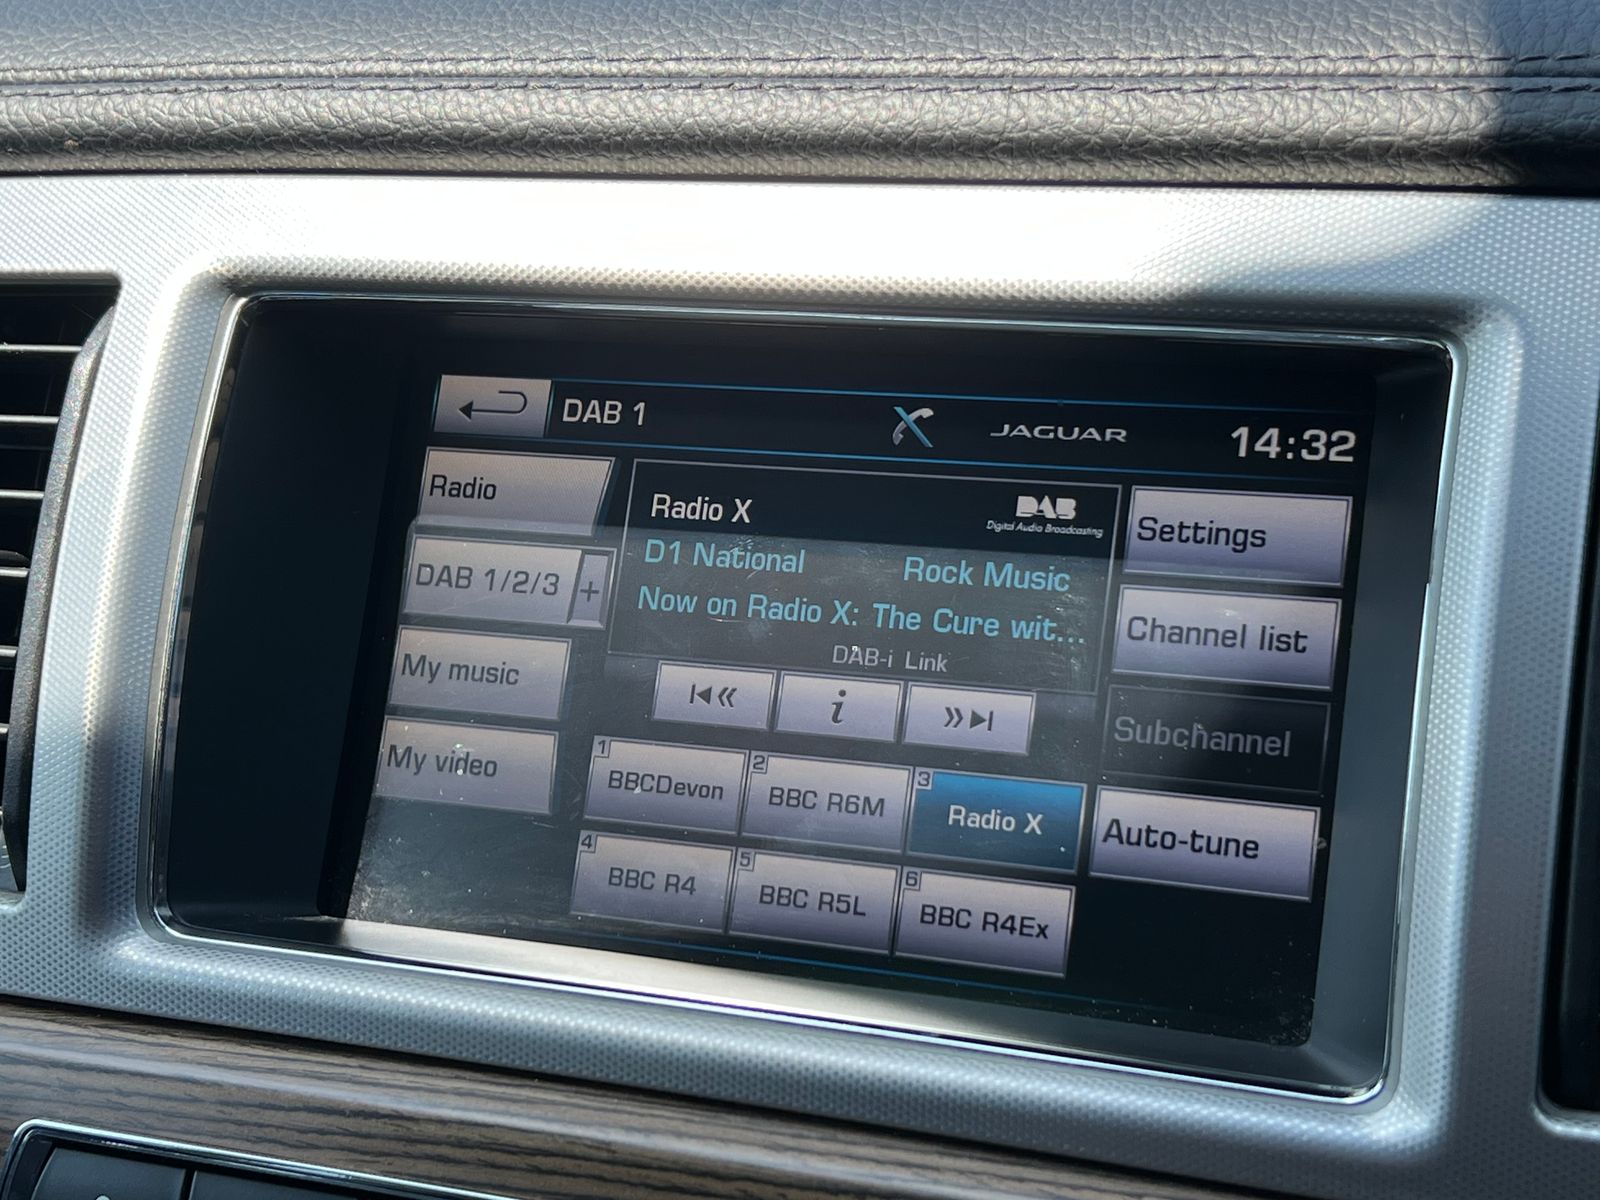 DAB 1
JAGUAR
14:32
Radio
Radio X
DAB
Digital Audio Broadcasting
Settings
D1 National
Rock Music
DAB 1/2/3
+
Now on Radio X: The Cure wit...
Channel list
DAB-i Link
My music
i
Subchannel
My video
1
BBCDevon
2
BBC R6M
3
Radio X
Auto-tune
4
BBC R4
5
BBC R5L
6
BBC R4Ex